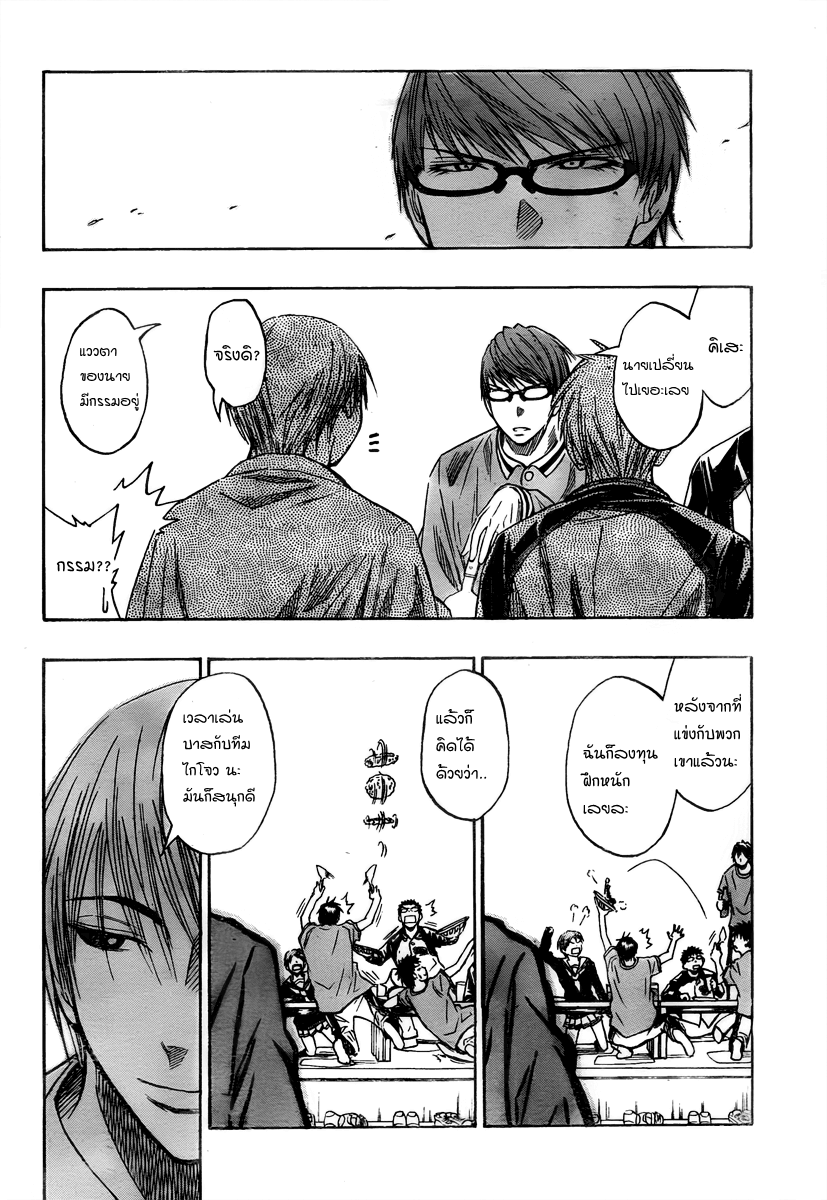 คิเสะ
นายเปลี่ยน
ไปเยอะเลย
จริงดิ?
แววตา
ของนาย
มีกรรมอยู่
กรรม??
หลังจากที่
แข่งกับพวก
เขาแล้วนะ
ฉันก็ลงทุน
ฝึกหนัก
เลยละ
แล้วก็
คิดได้
ด้วยว่า..
เวลาเล่น
บาสกับทีม
ไกโจว นะ
มันก็สนุกดี